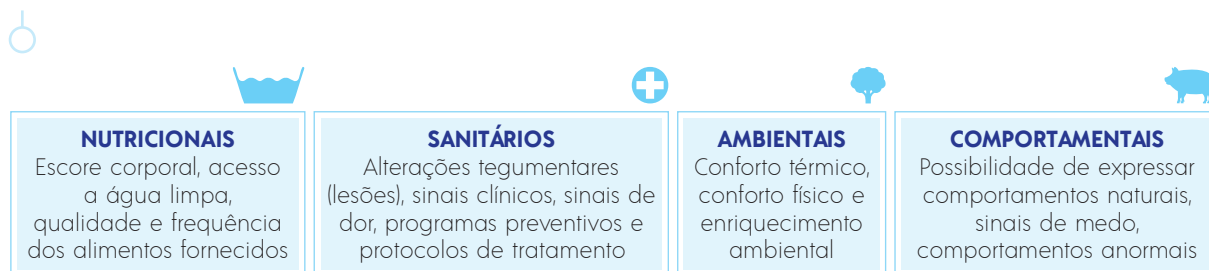 NUTRICIONAIS
Escore corporal, acesso
a água limpa,
qualidade e frequência
dos alimentos fornecidos
SANITÁRIOS
Alterações tegumentares
(lesões), sinais clínicos, sinais de
dor, programas preventivos e
protocolos de tratamento
AMBIENTAIS
Conforto térmico,
conforto físico e
enriquecimento
ambiental
COMPORTAMENTAIS
Possibilidade de expressar
comportamentos naturais,
sinais de medo,
comportamentos anormais